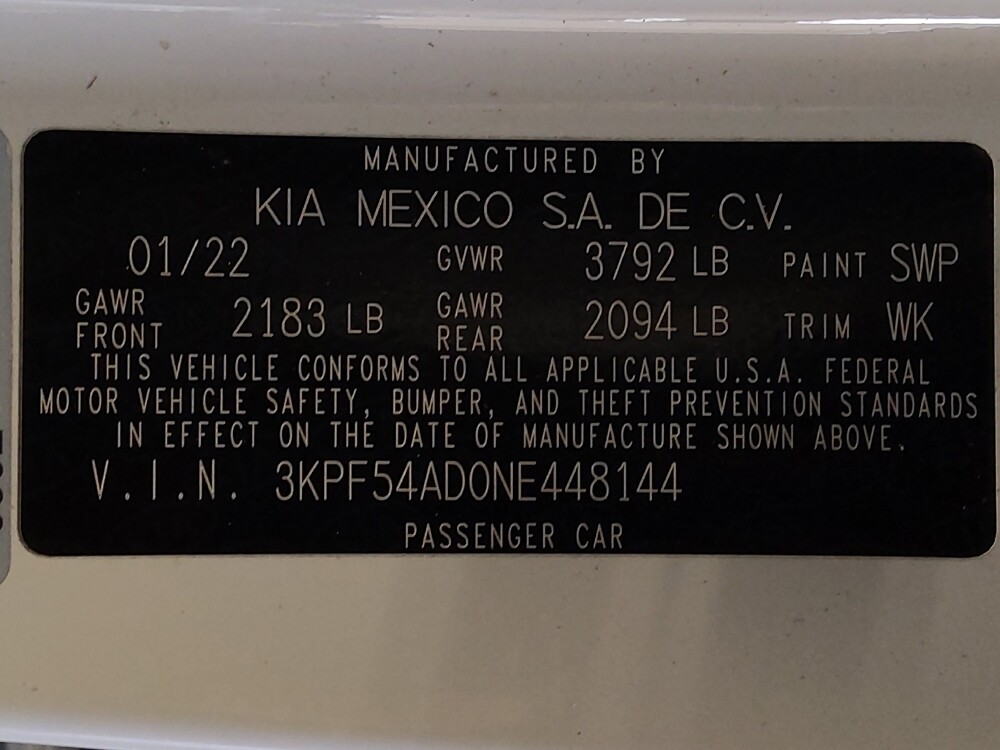 MANUFACTURED BY
KIA MEXICO S.A. DE C.V.
01/22 GVWR 3792 LB PAINT SWP
GAWR FRONT 2183 LB GAWR REAR 2094 LB TRIM WK
THIS VEHICLE CONFORMS TO ALL APPLICABLE U.S.A. FEDERAL
MOTOR VEHICLE SAFETY, BUMPER, AND THEFT PREVENTION STANDARDS
IN EFFECT ON THE DATE OF MANUFACTURE SHOWN ABOVE.
V.I.N. 3KPF54AD0NE448144
PASSENGER CAR